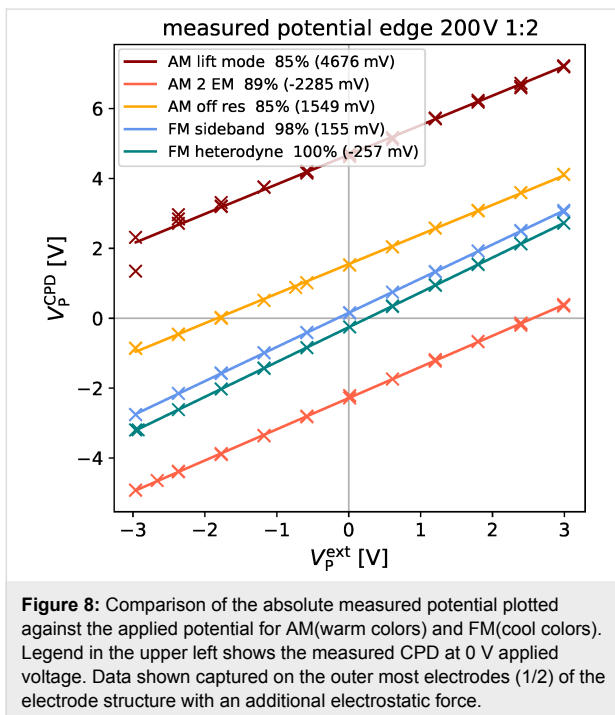 measured potential edge 200V 1:2
AM lift mode 85% (4676 mV)
AM 2 EM 89% (-2285 mV)
AM off res 85% (1549 mV)
FM sideband 98% (155 mV)
FM heterodyne 100% (-257 mV)
6
4
2
0
−2
−4
V_P^CPD [V]
−3 −2 −1 0 1 2 3
V_P^ext [V]
Figure 8: Comparison of the absolute measured potential plotted
against the applied potential for AM(warm colors) and FM(cool colors).
Legend in the upper left shows the measured CPD at 0 V applied
voltage. Data shown captured on the outer most electrodes (1/2) of the
electrode structure with an additional electrostatic force.